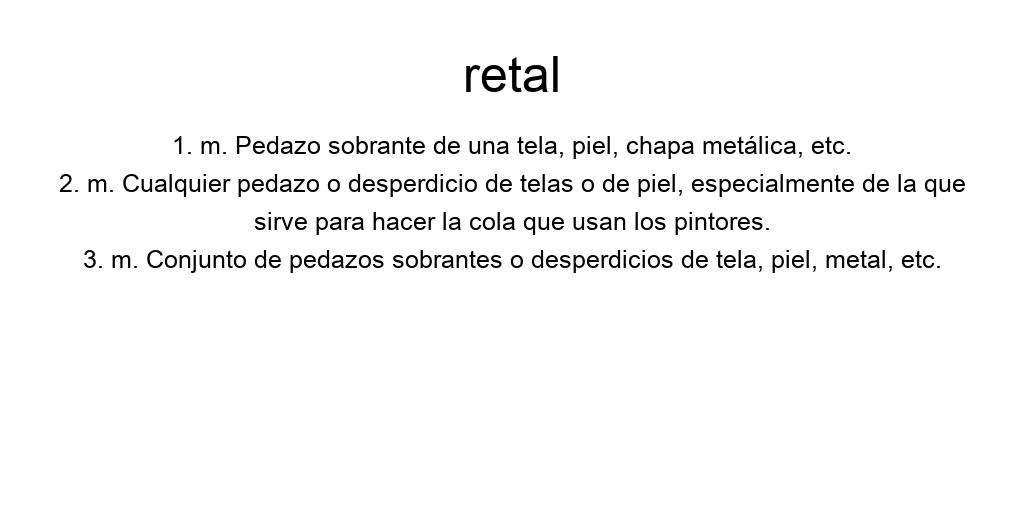 retal
1. m. Pedazo sobrante de una tela, piel, chapa metálica, etc.
2. m. Cualquier pedazo o desperdicio de telas o de piel, especialmente de la que
sirve para hacer la cola que usan los pintores.
3. m. Conjunto de pedazos sobrantes o desperdicios de tela, piel, metal, etc.